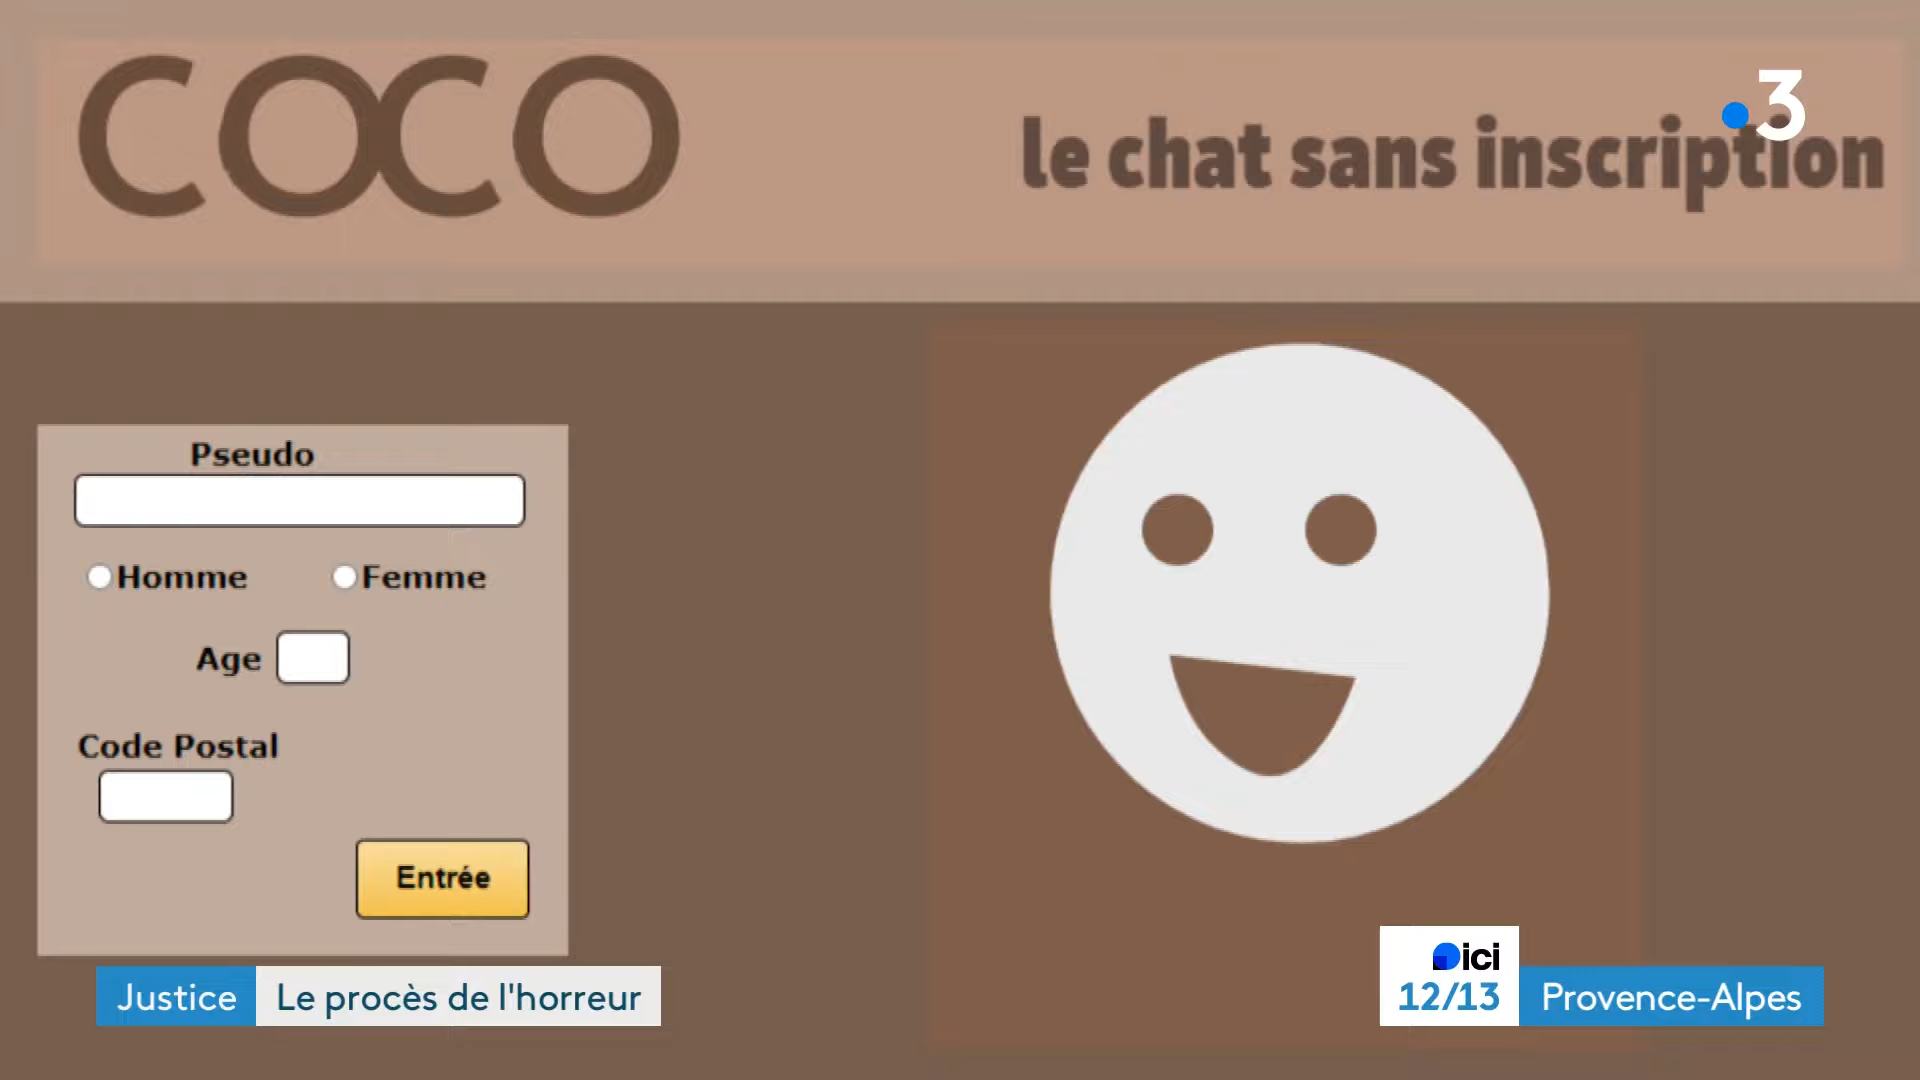 COCO
le chat sans inscription
3
Pseudo
Homme
Femme
Age
Code Postal
Entrée
Justice
Le procès de l'horreur
ici
12/13
Provence-Alpes